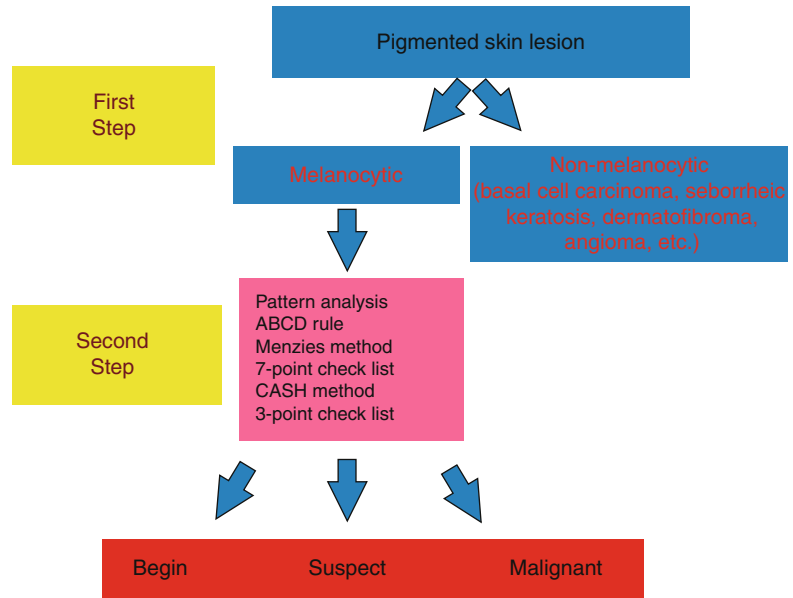 Pigmented skin lesion
First
Step
Melanocytic
Non-melanocytic
(basal cell carcinoma, seborrheic
keratosis, dermatofibroma,
angioma, etc.)
Second
Step
Pattern analysis
ABCD rule
Menzies method
7-point check list
CASH method
3-point check list
Begin
Suspect
Malignant